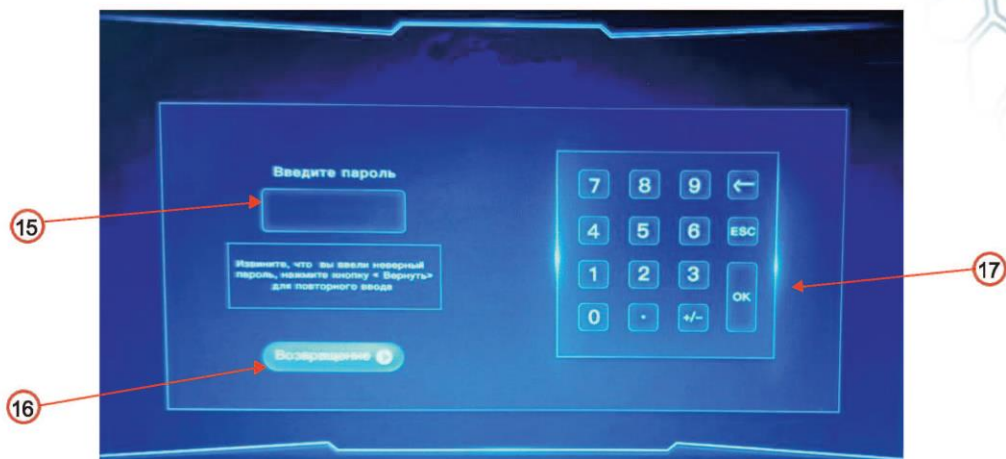 Введите пароль
Извините, что вы ввели неверный
пароль, нажмите кнопку « Вернуть»
для повторного ввода
Возвращение
7 8 9 ←
4 5 6 ESC
1 2 3
OK
0 . +/-
15
16
17